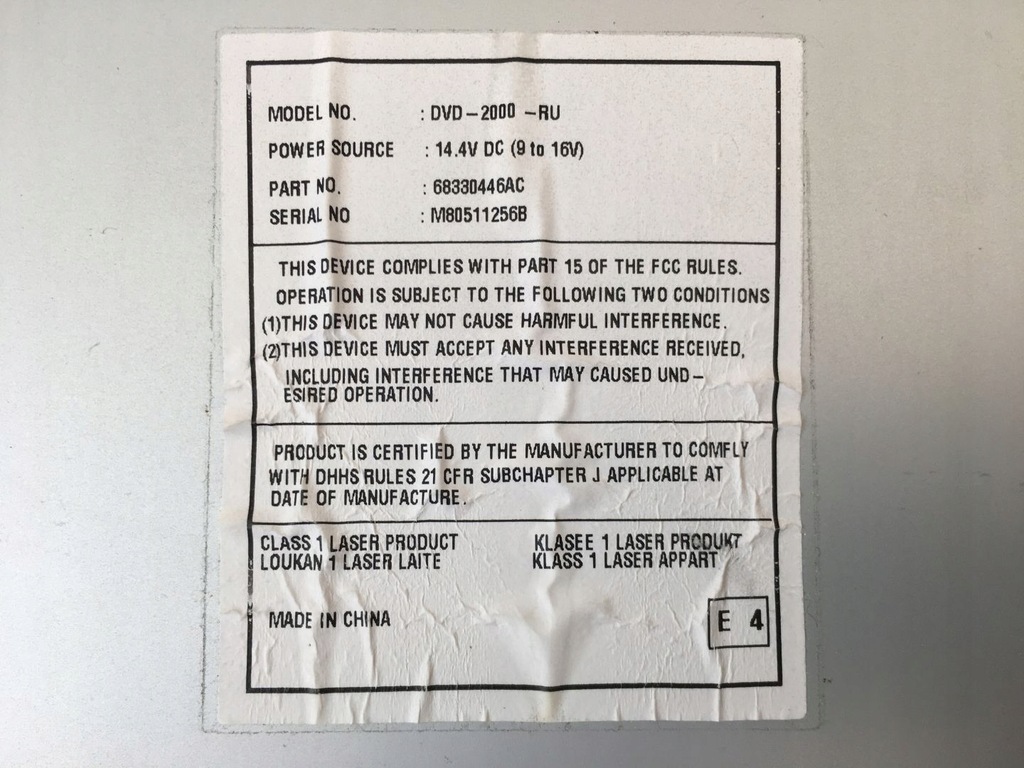 MODEL NO. : DVD-2000 -RU
POWER SOURCE : 14.4V DC (9 to 16V)
PART NO. : 68330446AC
SERIAL NO : M80511256B
THIS DEVICE COMPLIES WITH PART 15 OF THE FCC RULES.
OPERATION IS SUBJECT TO THE FOLLOWING TWO CONDITIONS
(1)THIS DEVICE MAY NOT CAUSE HARMFUL INTERFERENCE.
(2)THIS DEVICE MUST ACCEPT ANY INTERFERENCE RECEIVED,
INCLUDING INTERFERENCE THAT MAY CAUSED UND-
ESIRED OPERATION.
PRODUCT IS CERTIFIED BY THE MANUFACTURER TO COMFLY
WITH DHHS RULES 21 CFR SUBCHAPTER J APPLICABLE AT
DATE OF MANUFACTURE.
CLASS 1 LASER PRODUCT KLASEE 1 LASER PRODUKT
LOUKAN 1 LASER LAITE KLASS 1 LASER APPART
MADE IN CHINA E 4